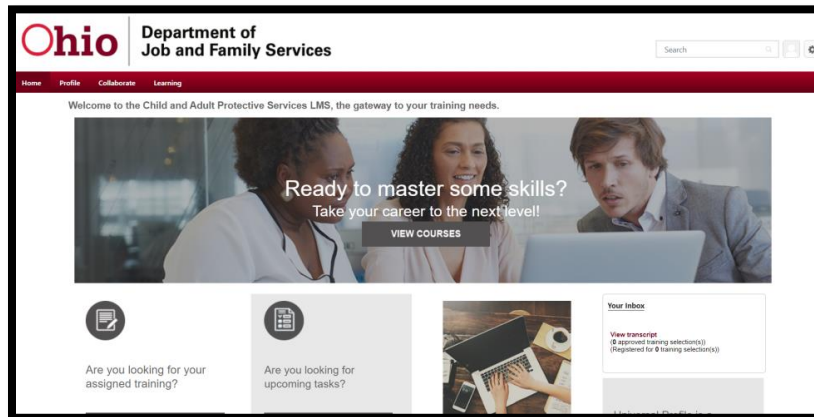 Ohio
Department of
Job and Family Services
Search
Home Profile Collaborate Learning
Welcome to the Child and Adult Protective Services LMS, the gateway to your training needs.
Ready to master some skills?
Take your career to the next level!
VIEW COURSES
Are you looking for your
assigned training?
Are you looking for
upcoming tasks?
Your Inbox
View transcript
(0 approved training selection(s))
(Registered for 0 training selection(s))
Universal Profile is a